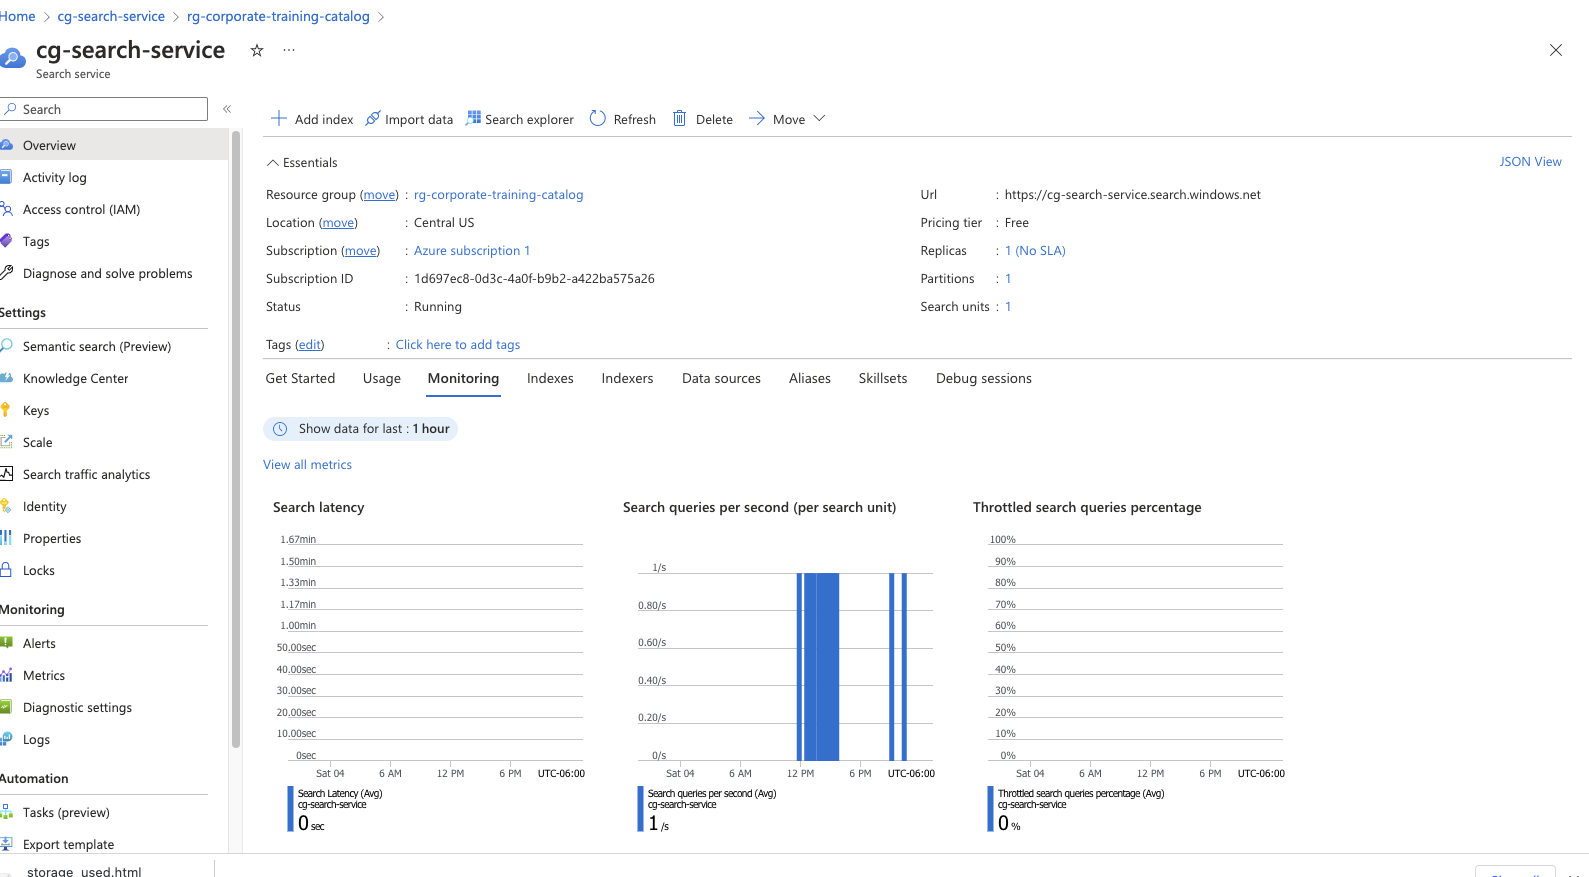 Home > cg-search-service > rg-corporate-training-catalog >
cg-search-service ...
Search service
Search «
Overview
Activity log
Access control (IAM)
Tags
Diagnose and solve problems
Settings
Semantic search (Preview)
Knowledge Center
Keys
Scale
Search traffic analytics
Identity
Properties
Locks
Monitoring
Alerts
Metrics
Diagnostic settings
Logs
Automation
Tasks (preview)
Export template
Add index Import data Search explorer Refresh Delete Move
Essentials JSON View
Resource group (move) : rg-corporate-training-catalog
Location (move) : Central US
Subscription (move) : Azure subscription 1
Subscription ID : 1d697ec8-0d3c-4a0f-b9b2-a422ba575a26
Status : Running
Url : https://cg-search-service.search.windows.net
Pricing tier : Free
Replicas : 1 (No SLA)
Partitions : 1
Search units : 1
Tags (edit) : Click here to add tags
Get Started Usage Monitoring Indexes Indexers Data sources Aliases Skillsets Debug sessions
Show data for last : 1 hour
View all metrics
Search latency
1.67min
1.50min
1.33min
1.17min
1.00min
50.00sec
40.00sec
30.00sec
20.00sec
10.00sec
0sec
Sat 04 6 AM 12 PM 6 PM UTC-06:00
Search Latency (Avg)
cg-search-service
0 sec
Search queries per second (per search unit)
1/s
0.80/s
0.60/s
0.40/s
0.20/s
0/s
Sat 04 6 AM 12 PM 6 PM UTC-06:00
Search queries per second (Avg)
cg-search-service
1 /s
Throttled search queries percentage
100%
90%
80%
70%
60%
50%
40%
30%
20%
10%
0%
Sat 04 6 AM 12 PM 6 PM UTC-06:00
Throttled search queries percentage (Avg)
cg-search-service
0 %
storage_used.html